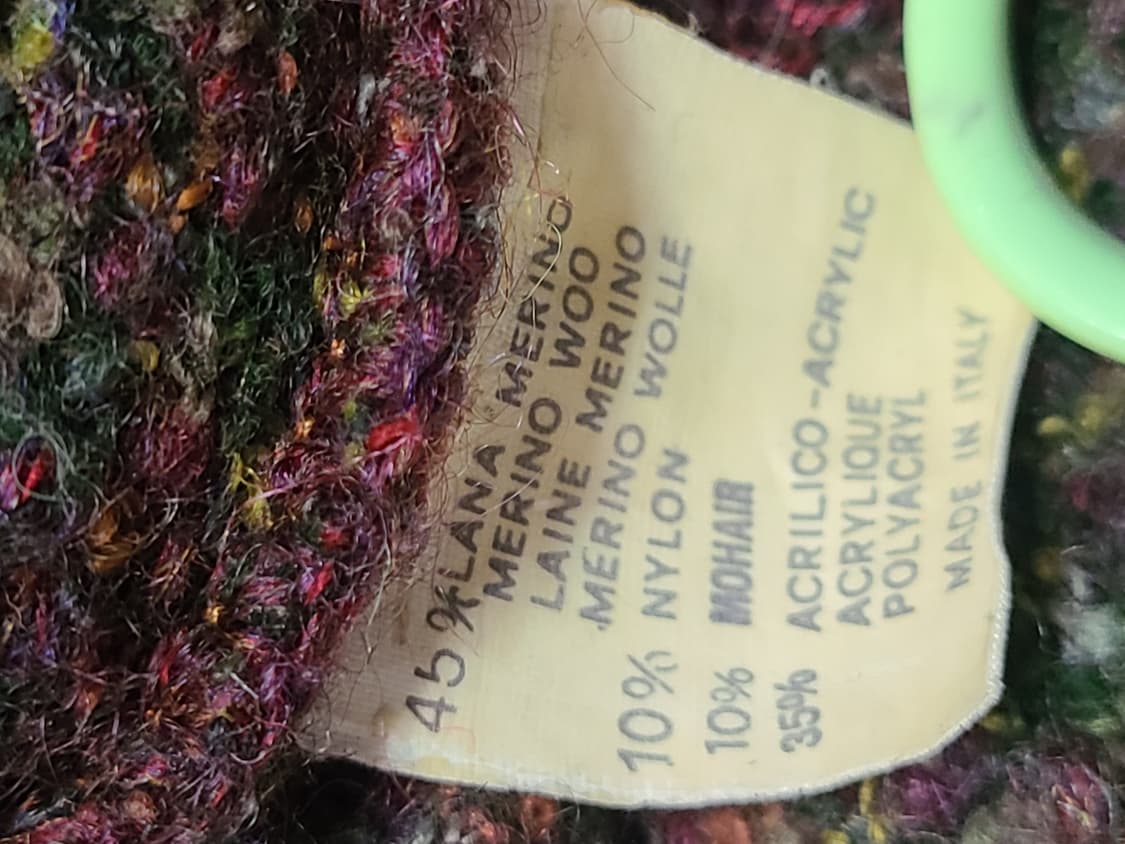 45% LANA MERINO
MERINO WOO
LAINE MERINO
MERINO WOLLE
10% NYLON
10% MOHAIR
35% ACRILICO-ACRYLIC
ACRYLIQUE
POLYACRYL
MADE IN ITALY